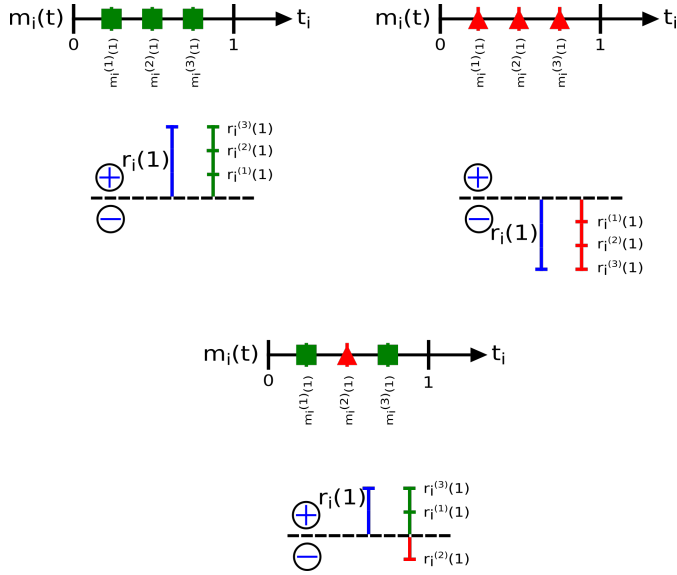 mᵢ(t) tᵢ
0 1
mᵢ⁽¹⁾(1) mᵢ⁽²⁾(1) mᵢ⁽³⁾(1)
rᵢ(1)
rᵢ⁽³⁾(1)
rᵢ⁽²⁾(1)
rᵢ⁽¹⁾(1)
+
−
mᵢ(t) tᵢ
0 1
mᵢ⁽¹⁾(1) mᵢ⁽²⁾(1) mᵢ⁽³⁾(1)
+
−
rᵢ(1)
rᵢ⁽¹⁾(1)
rᵢ⁽²⁾(1)
rᵢ⁽³⁾(1)
mᵢ(t) tᵢ
0 1
mᵢ⁽¹⁾(1) mᵢ⁽²⁾(1) mᵢ⁽³⁾(1)
rᵢ(1)
rᵢ⁽³⁾(1)
rᵢ⁽¹⁾(1)
+
−
rᵢ⁽²⁾(1)